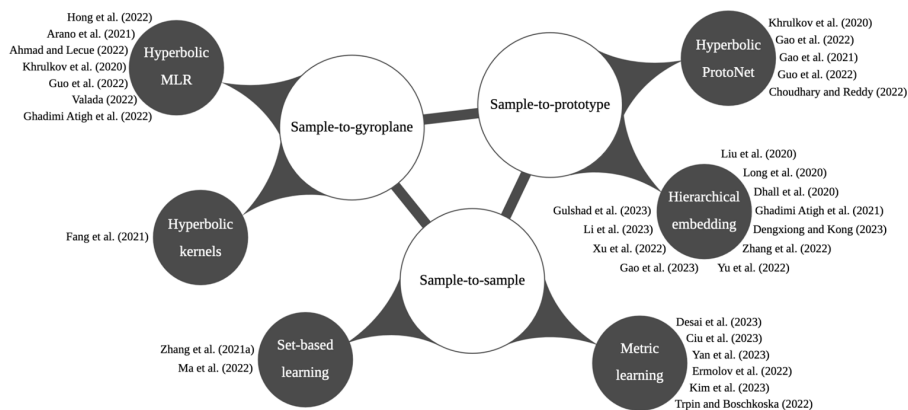 Hong et al. (2022)
Arano et al. (2021)
Ahmad and Lecue (2022)
Khrulkov et al. (2020)
Guo et al. (2022)
Valada (2022)
Ghadimi Atigh et al. (2022)
Hyperbolic
MLR
Sample-to-gyroplane
Hyperbolic
kernels
Fang et al. (2021)
Sample-to-prototype
Hyperbolic
ProtoNet
Khrulkov et al. (2020)
Gao et al. (2022)
Gao et al. (2021)
Guo et al. (2022)
Choudhary and Reddy (2022)
Hierarchical
embedding
Liu et al. (2020)
Long et al. (2020)
Dhall et al. (2020)
Ghadimi Atigh et al. (2021)
Dengxiong and Kong (2023)
Zhang et al. (2022)
Yu et al. (2022)
Gulshad et al. (2023)
Li et al. (2023)
Xu et al. (2022)
Gao et al. (2023)
Sample-to-sample
Set-based
learning
Zhang et al. (2021a)
Ma et al. (2022)
Metric
learning
Desai et al. (2023)
Ciu et al. (2023)
Yan et al. (2023)
Ermolov et al. (2022)
Kim et al. (2023)
Trpin and Boschkoska (2022)